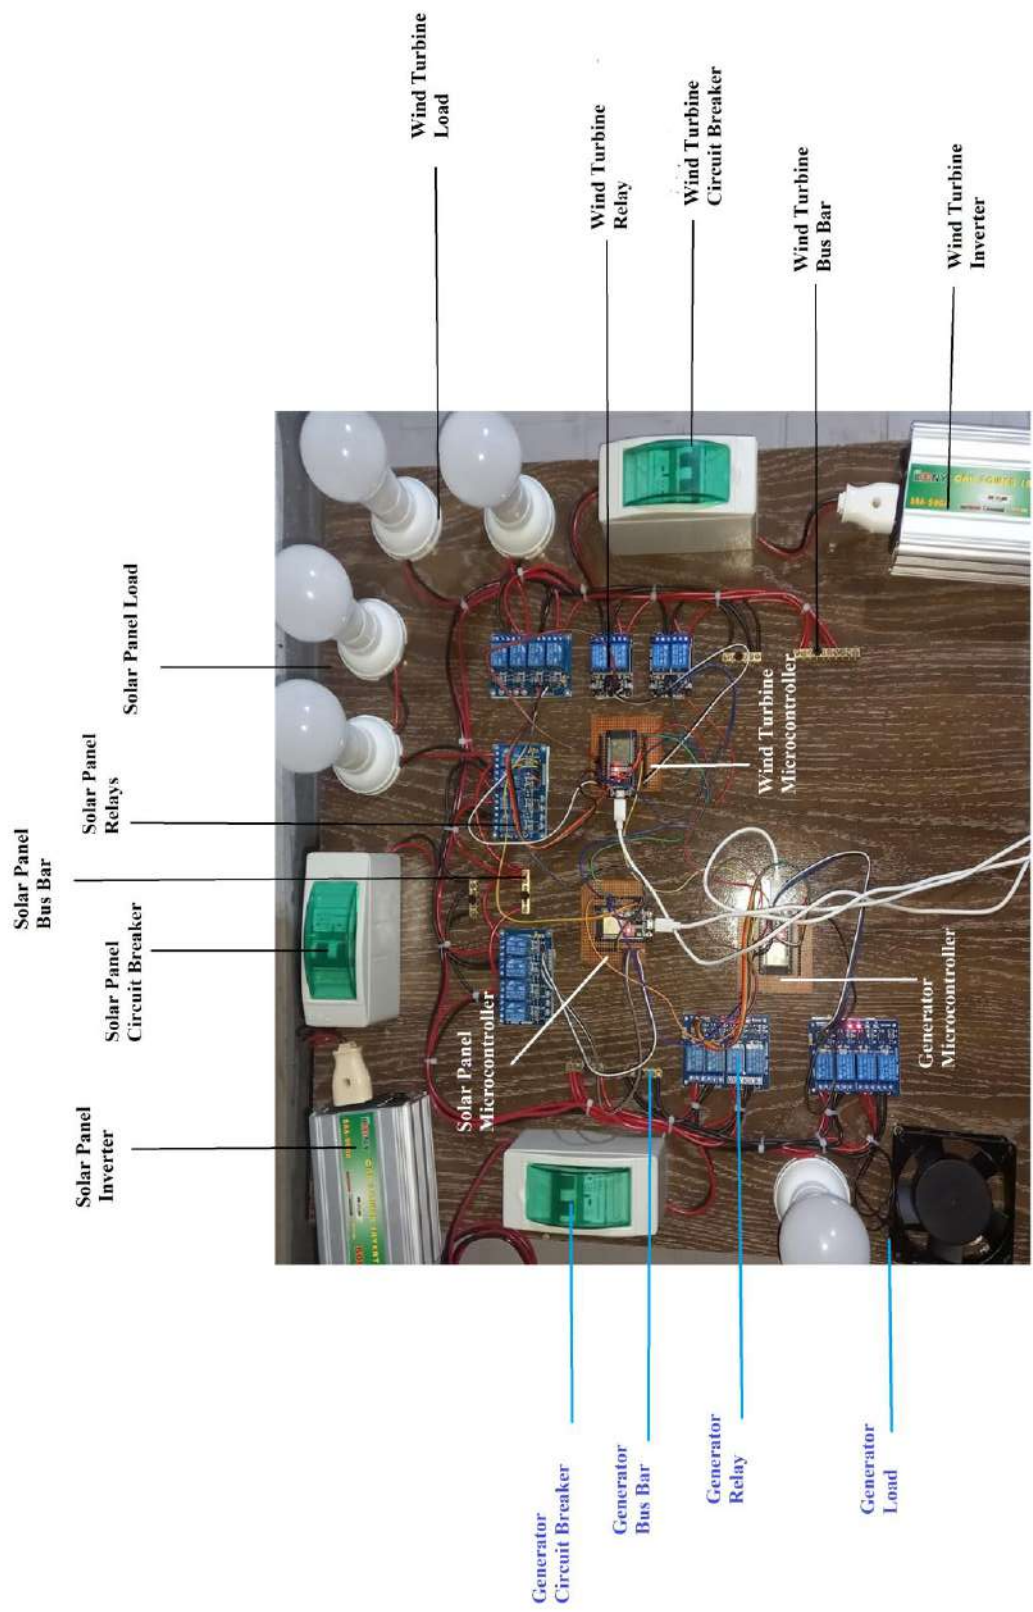 Wind Turbine
Load
Wind Turbine
Relay
Wind Turbine
Circuit Breaker
Wind Turbine
Bus Bar
Wind Turbine
Inverter
Solar Panel Load
Solar Panel
Relays
Solar Panel
Bus Bar
Solar Panel
Circuit Breaker
Solar Panel
Inverter
Wind Turbine
Microcontroller
Solar Panel
Microcontroller
Generator
Microcontroller
Generator
Circuit Breaker
Generator
Bus Bar
Generator
Relay
Generator
Load